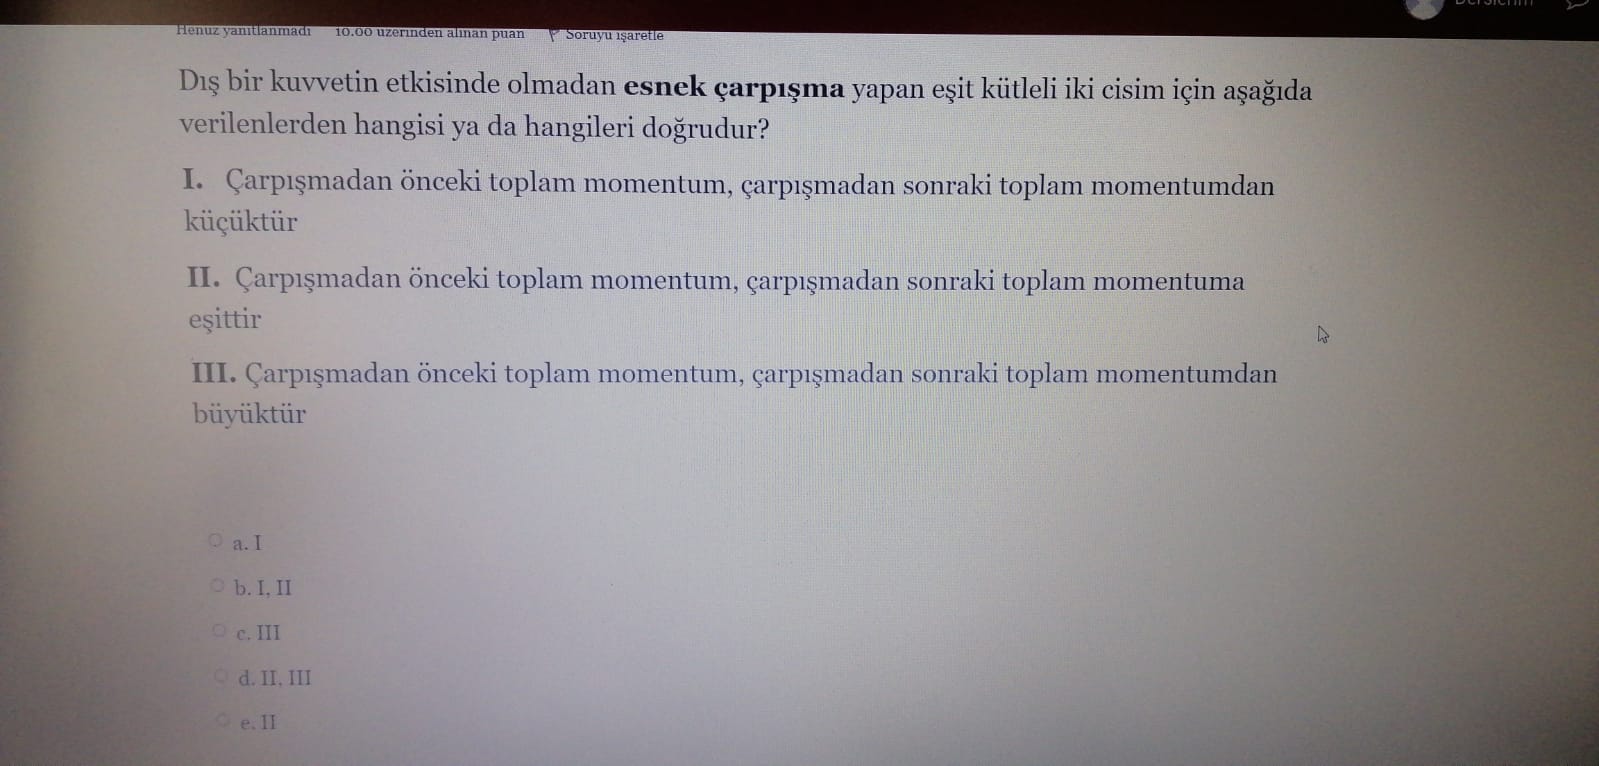 Henüz yanıtlanmadı 10.00 üzerinden alınan puan Soruyu işaretle
Dış bir kuvvetin etkisinde olmadan esnek çarpışma yapan eşit kütleli iki cisim için aşağıda
verilenlerden hangisi ya da hangileri doğrudur?
I. Çarpışmadan önceki toplam momentum, çarpışmadan sonraki toplam momentumdan
küçüktür
II. Çarpışmadan önceki toplam momentum, çarpışmadan sonraki toplam momentuma
eşittir
III. Çarpışmadan önceki toplam momentum, çarpışmadan sonraki toplam momentumdan
büyüktür
a. I
b. I, II
c. III
d. II, III
e. II